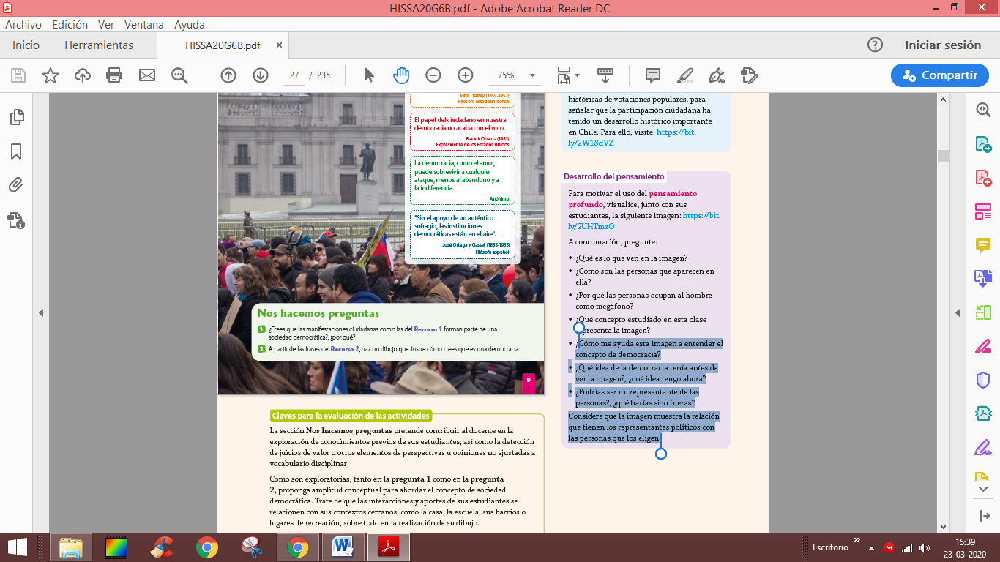 HISSA20G6B.pdf - Adobe Acrobat Reader DC
Archivo Edición Ver Ventana Ayuda
Inicio Herramientas HISSA20G6B.pdf × ? Iniciar sesión
27 / 235 75% Compartir
John Dewey (1859-1952).
Filósofo estadounidense.
El papel del ciudadano en nuestra
democracia no acaba con el voto.
Barack Obama (1961).
Expresidente de los Estados Unidos.
La democracia, como el amor,
puede sobrevivir a cualquier
ataque, menos al abandono y a
la indiferencia.
Anónimo.
"Sin el apoyo de un auténtico
sufragio, las instituciones
democráticas están en el aire".
José Ortega y Gasset (1883-1955)
Filósofo español.
Nos hacemos preguntas
1 ¿Crees que las manifestaciones ciudadanas como las del Recurso 1 forman parte de una
sociedad democrática?, ¿por qué?
2 A partir de las frases del Recurso 2, haz un dibujo que ilustre cómo crees que es una democracia.
9
Claves para la evaluación de las actividades
La sección Nos hacemos preguntas pretende contribuir al docente en la
exploración de conocimientos previos de sus estudiantes, así como la detección
de juicios de valor u otros elementos de perspectivas u opiniones no ajustadas a
vocabulario disciplinar.
Como son exploratorias, tanto en la pregunta 1 como en la pregunta
2, proponga amplitud conceptual para abordar el concepto de sociedad
democrática. Trate de que las interacciones y aportes de sus estudiantes se
relacionen con sus contextos cercanos, como la casa, la escuela, sus barrios o
lugares de recreación, sobre todo en la realización de su dibujo.
históricas de votaciones populares, para
señalar que la participación ciudadana ha
tenido un desarrollo histórico importante
en Chile. Para ello, visite: https://bit.
ly/2W18dVZ
Desarrollo del pensamiento
Para motivar el uso del pensamiento
profundo, visualice, junto con sus
estudiantes, la siguiente imagen: https://bit.
ly/2UHTmzO
A continuación, pregunte:
• ¿Qué es lo que ven en la imagen?
• ¿Cómo son las personas que aparecen en
ella?
• ¿Por qué las personas ocupan al hombre
como megáfono?
• ¿Qué concepto estudiado en esta clase
presenta la imagen?
• ¿Cómo me ayuda esta imagen a entender el
concepto de democracia?
• ¿Qué idea de la democracia tenía antes de
ver la imagen?, ¿qué idea tengo ahora?
• ¿Podrías ser un representante de las
personas?, ¿qué harías si lo fueras?
Considere que la imagen muestra la relación
que tienen los representantes políticos con
las personas que los eligen.
Escritorio
15:39
23-03-2020